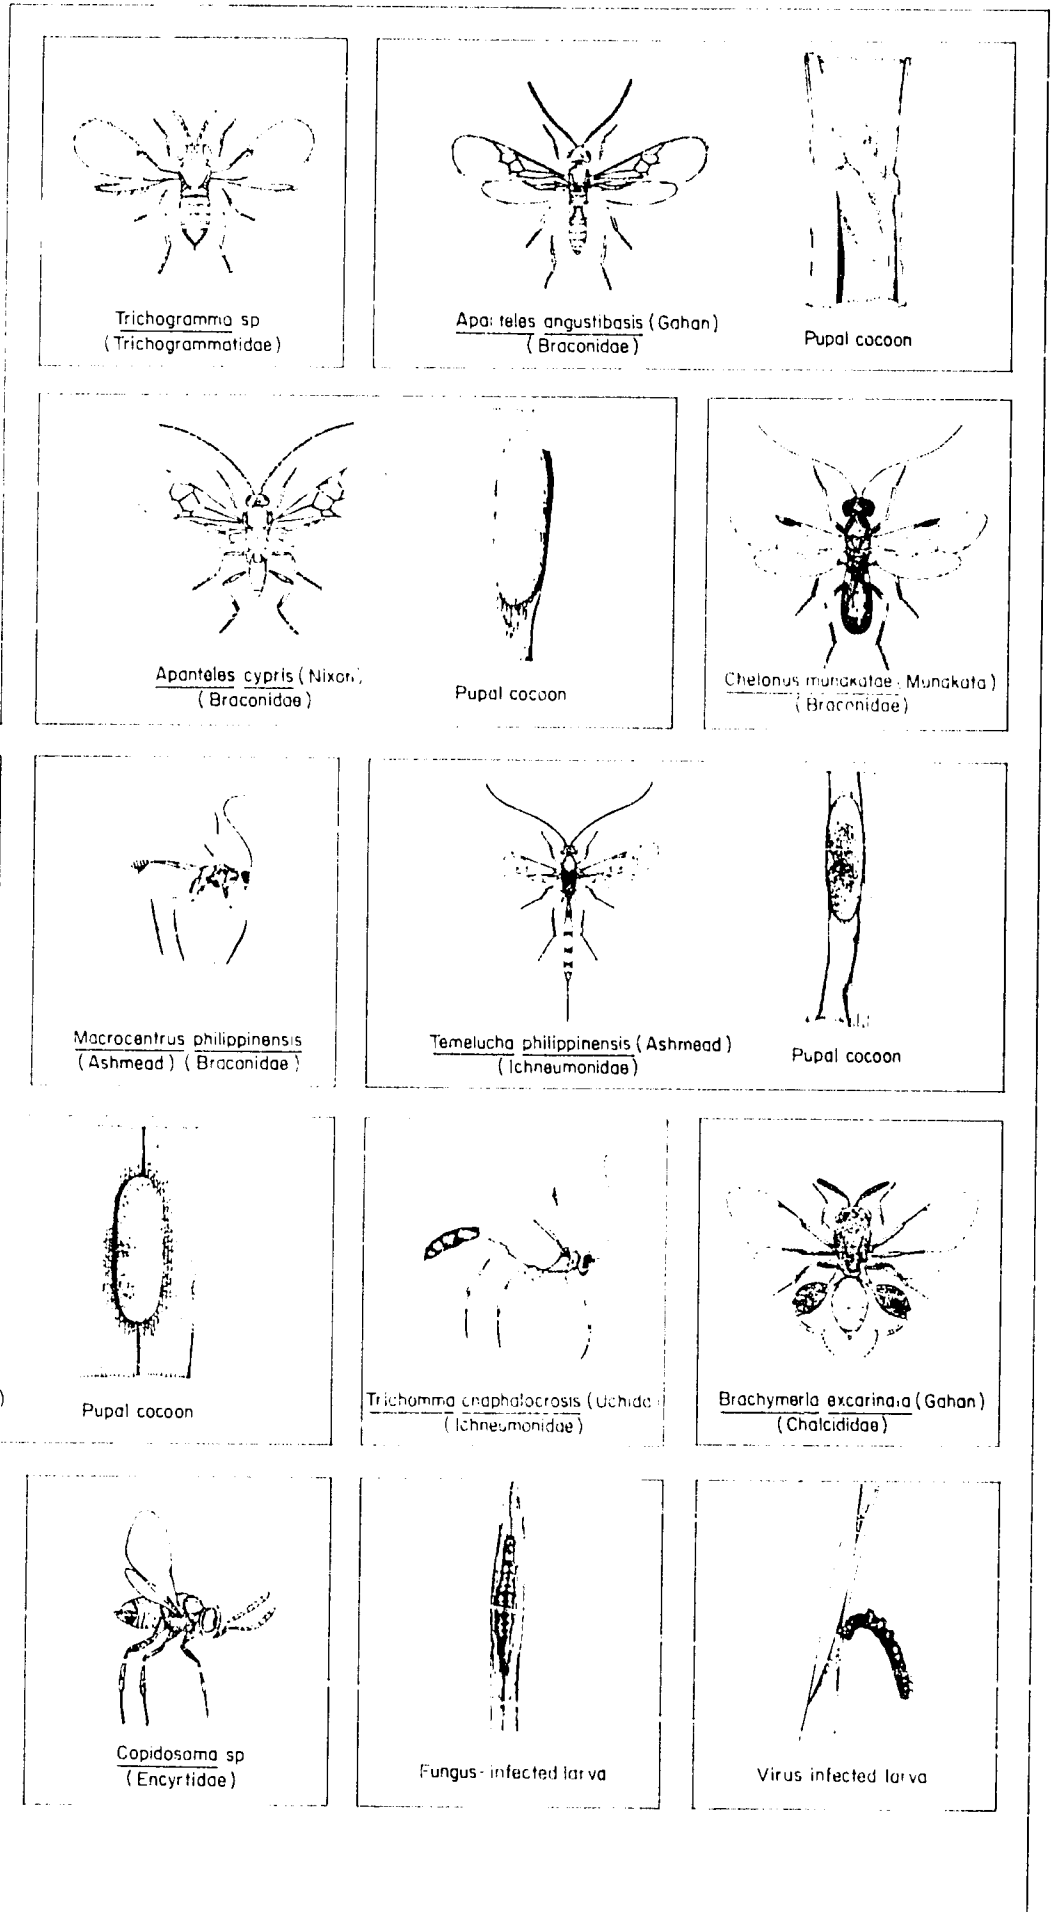 Trichogramma sp
(Trichogrammatidae)
Apanteles angustibasis (Gahan)
(Braconidae)
Pupal cocoon
Apanteles cypris (Nixon)
(Braconidae)
Pupal cocoon
Chelonus munakatae (Munakata)
(Braconidae)
Macrocentrus philippinensis
(Ashmead) (Braconidae)
Temelucha philippinensis (Ashmead)
(Ichneumonidae)
Pupal cocoon
)
Pupal cocoon
Trichomma cnaphalocrosis (Uchida)
(Ichneumonidae)
Brachymeria excarinata (Gahan)
(Chalcididae)
Copidosoma sp
(Encyrtidae)
Fungus-infected larva
Virus infected larva